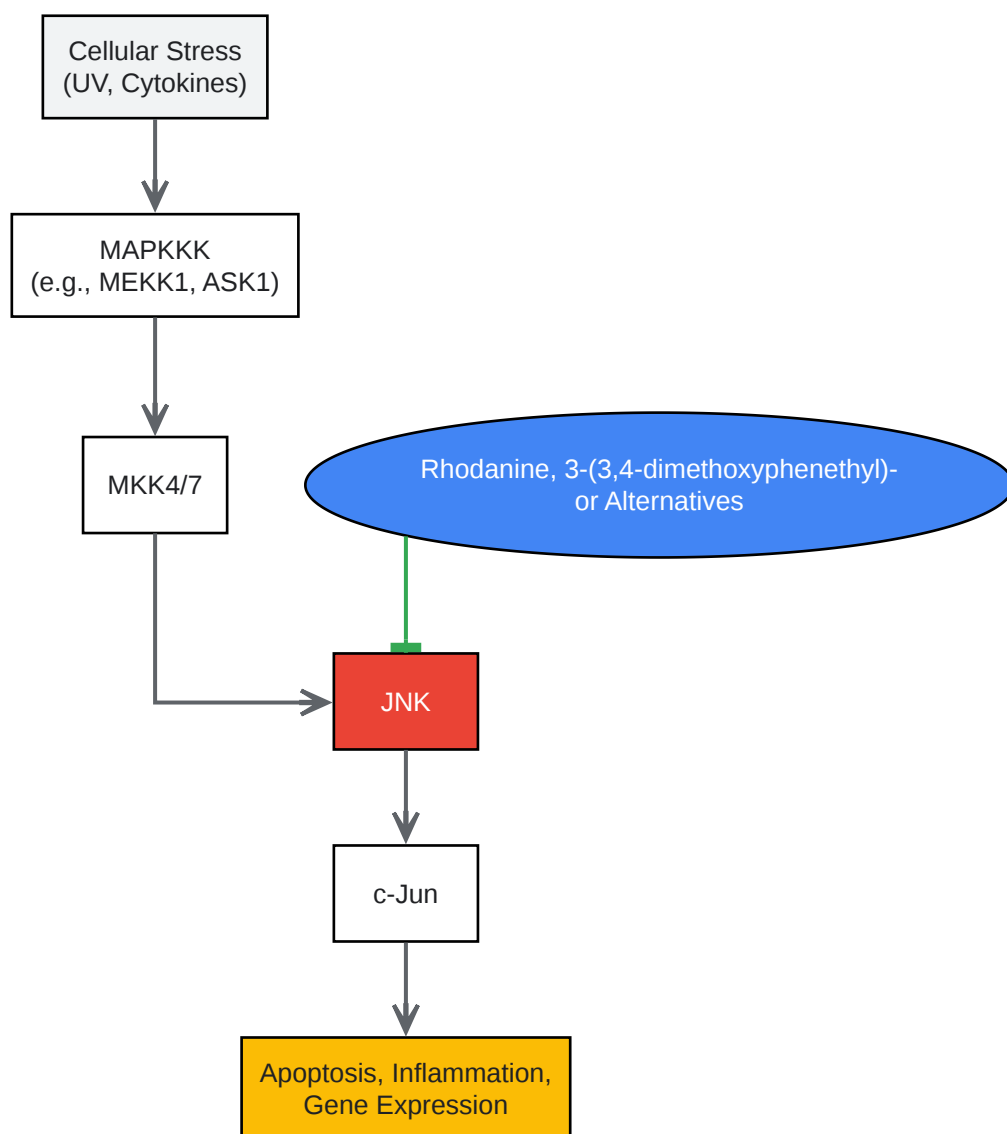 Cellular Stress
(UV, Cytokines)
MAPKKK
(e.g., MEKK1, ASK1)
MKK4/7
Rhodanine, 3-(3,4-dimethoxyphenethyl)-
or Alternatives
JNK
c-Jun
Apoptosis, Inflammation,
Gene Expression